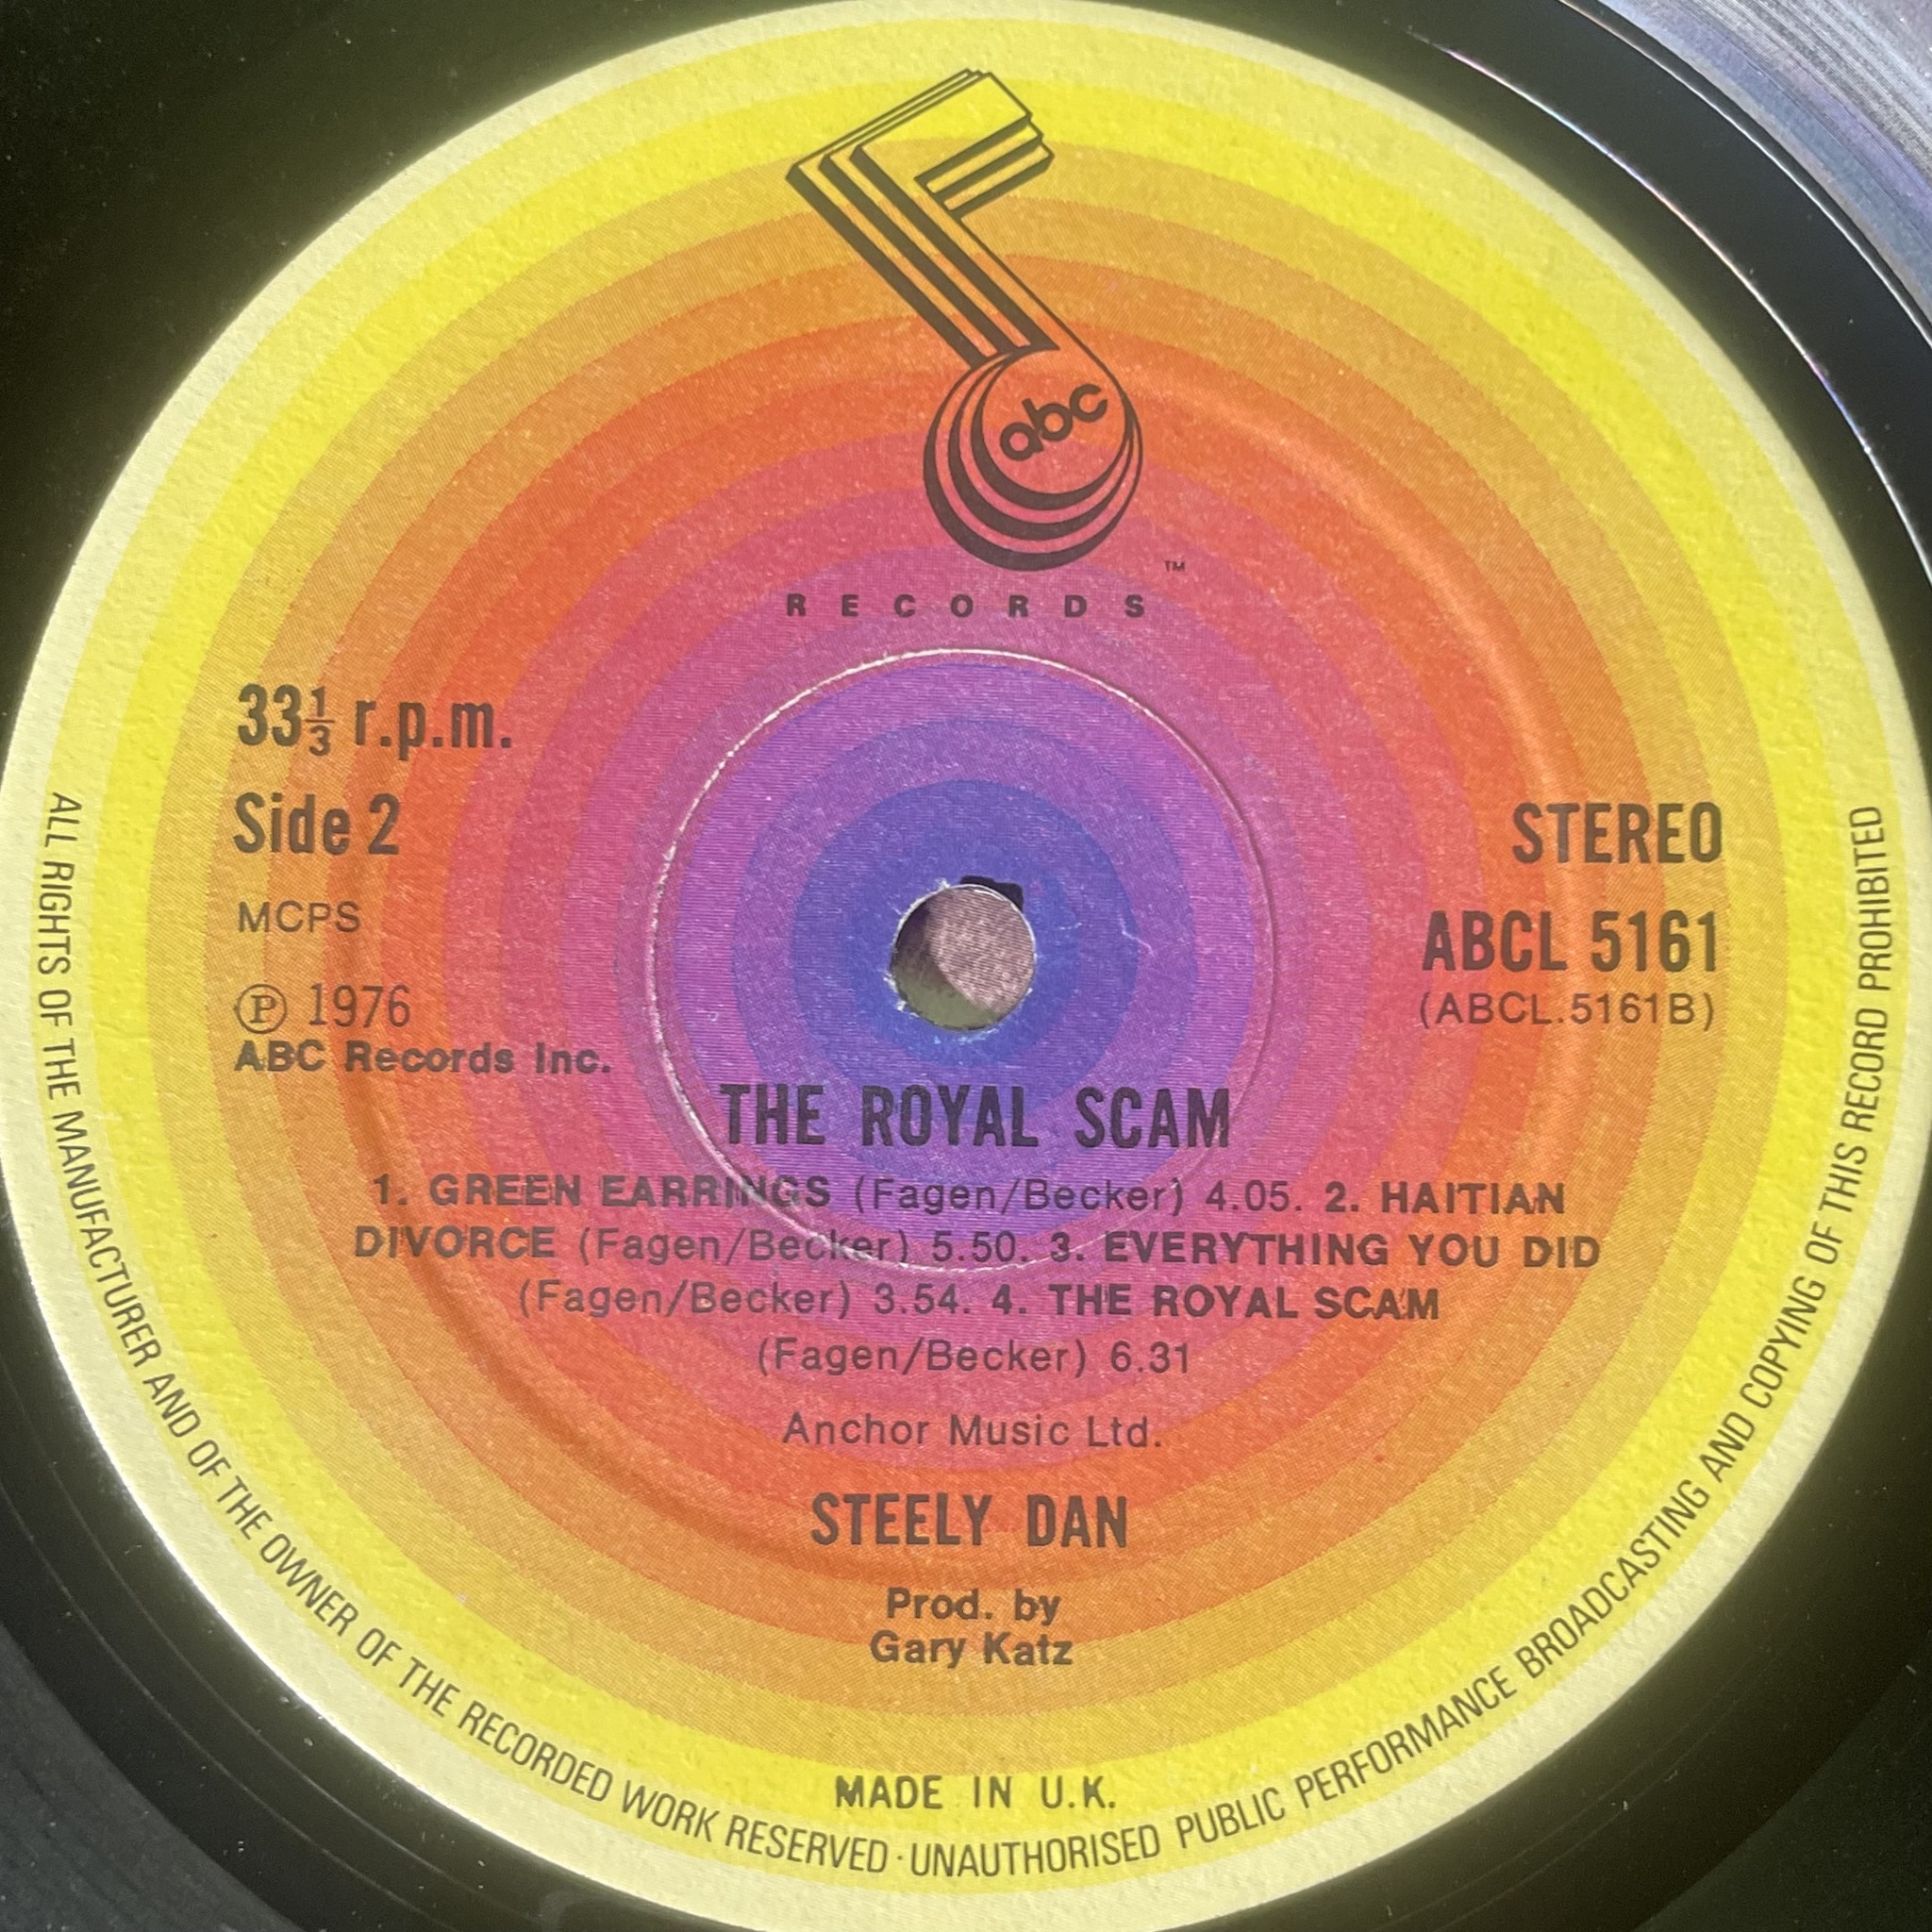 abc
™
RECORDS
33⅓ r.p.m.
Side 2
MCPS
Ⓟ 1976
ABC Records Inc.
STEREO
ABCL 5161
(ABCL.5161B)
THE ROYAL SCAM
1. GREEN EARRINGS (Fagen/Becker) 4.05. 2. HAITIAN
DIVORCE (Fagen/Becker) 5.50. 3. EVERYTHING YOU DID
(Fagen/Becker) 3.54. 4. THE ROYAL SCAM
(Fagen/Becker) 6.31
Anchor Music Ltd.
STEELY DAN
Prod. by
Gary Katz
MADE IN U.K.
ALL RIGHTS OF THE MANUFACTURER AND OF THE OWNER OF THE RECORDED WORK RESERVED · UNAUTHORISED PUBLIC PERFORMANCE BROADCASTING AND COPYING OF THIS RECORD PROHIBITED